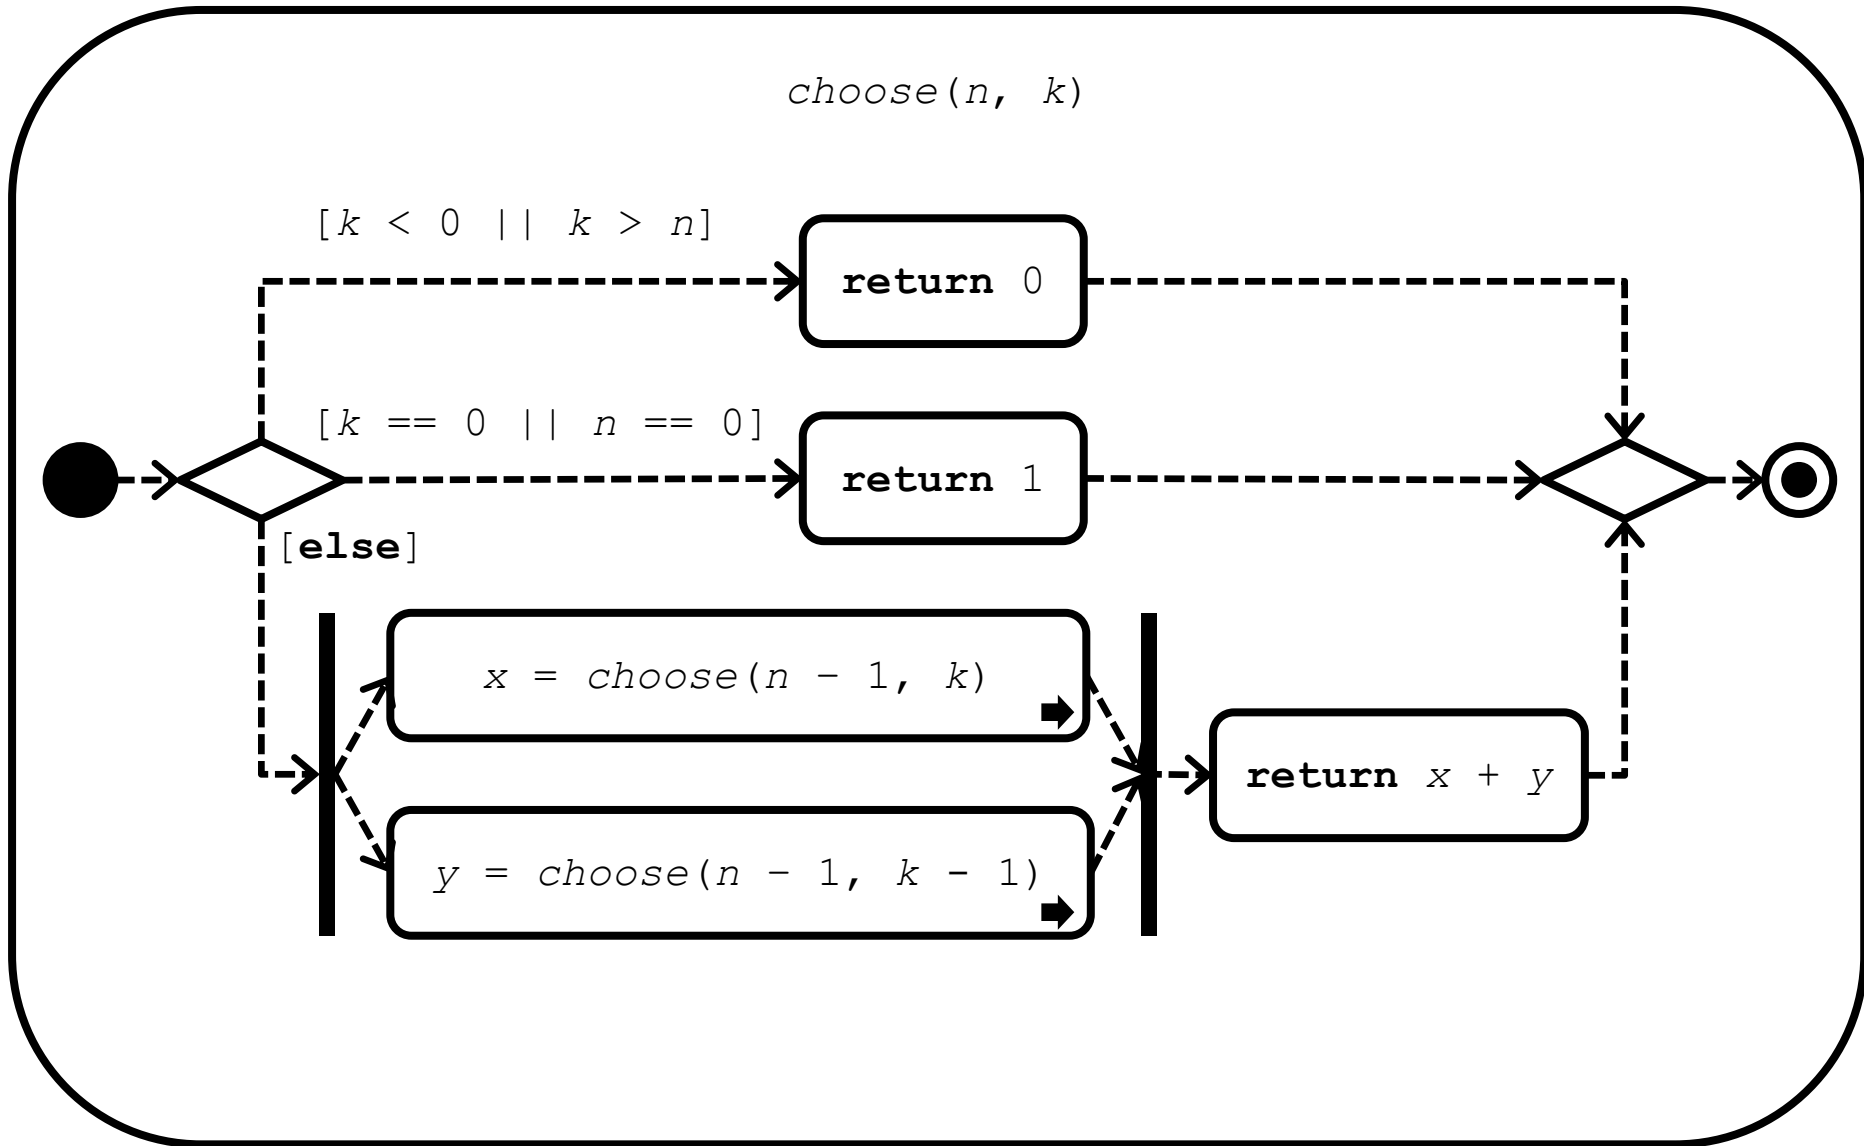 choose(n, k)
[k < 0 || k > n]
return 0
[k == 0 || n == 0]
return 1
[else]
x = choose(n − 1, k)
y = choose(n − 1, k - 1)
return x + y